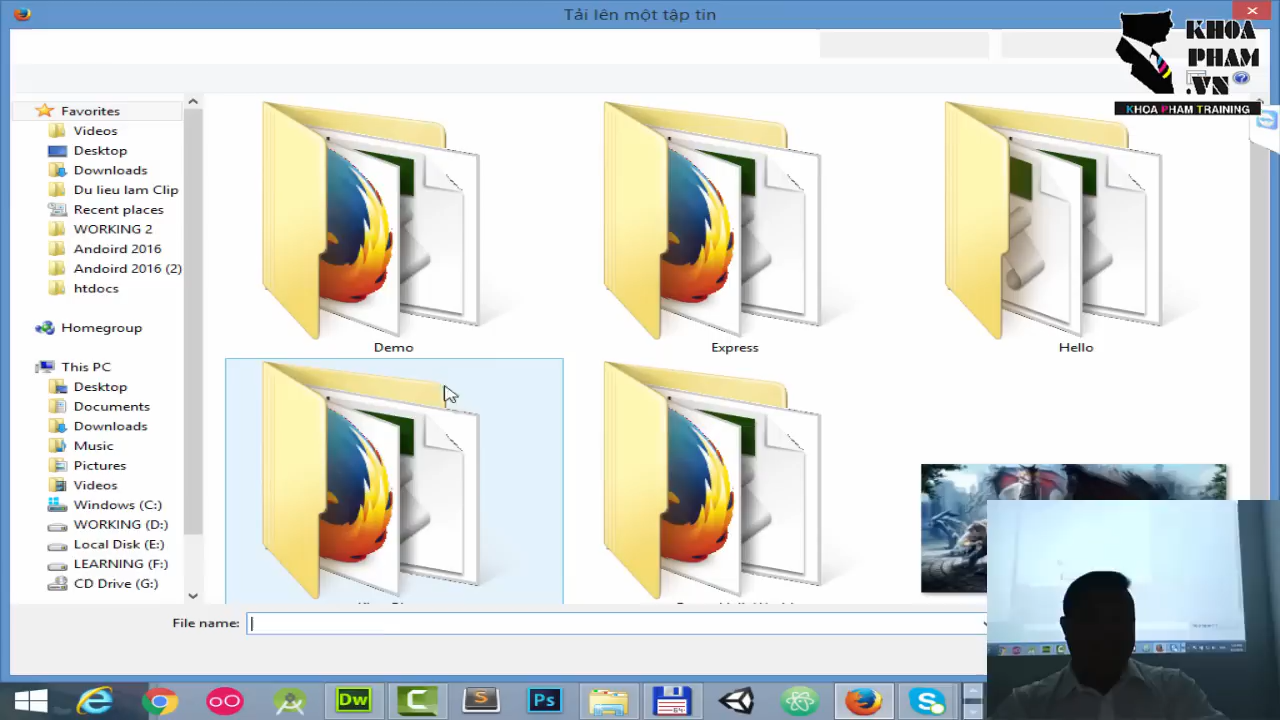 Tải lên một tập tin
KHOA
PHAM
.VN
KHOA PHAM TRAINING
Favorites
Videos
Desktop
Downloads
Du lieu lam Clip
Recent places
WORKING 2
Andoird 2016
Andoird 2016 (2)
htdocs
Homegroup
This PC
Desktop
Documents
Downloads
Music
Pictures
Videos
Windows (C:)
WORKING (D:)
Local Disk (E:)
LEARNING (F:)
CD Drive (G:)
Demo
Express
Hello
File name:
Dw
Ps